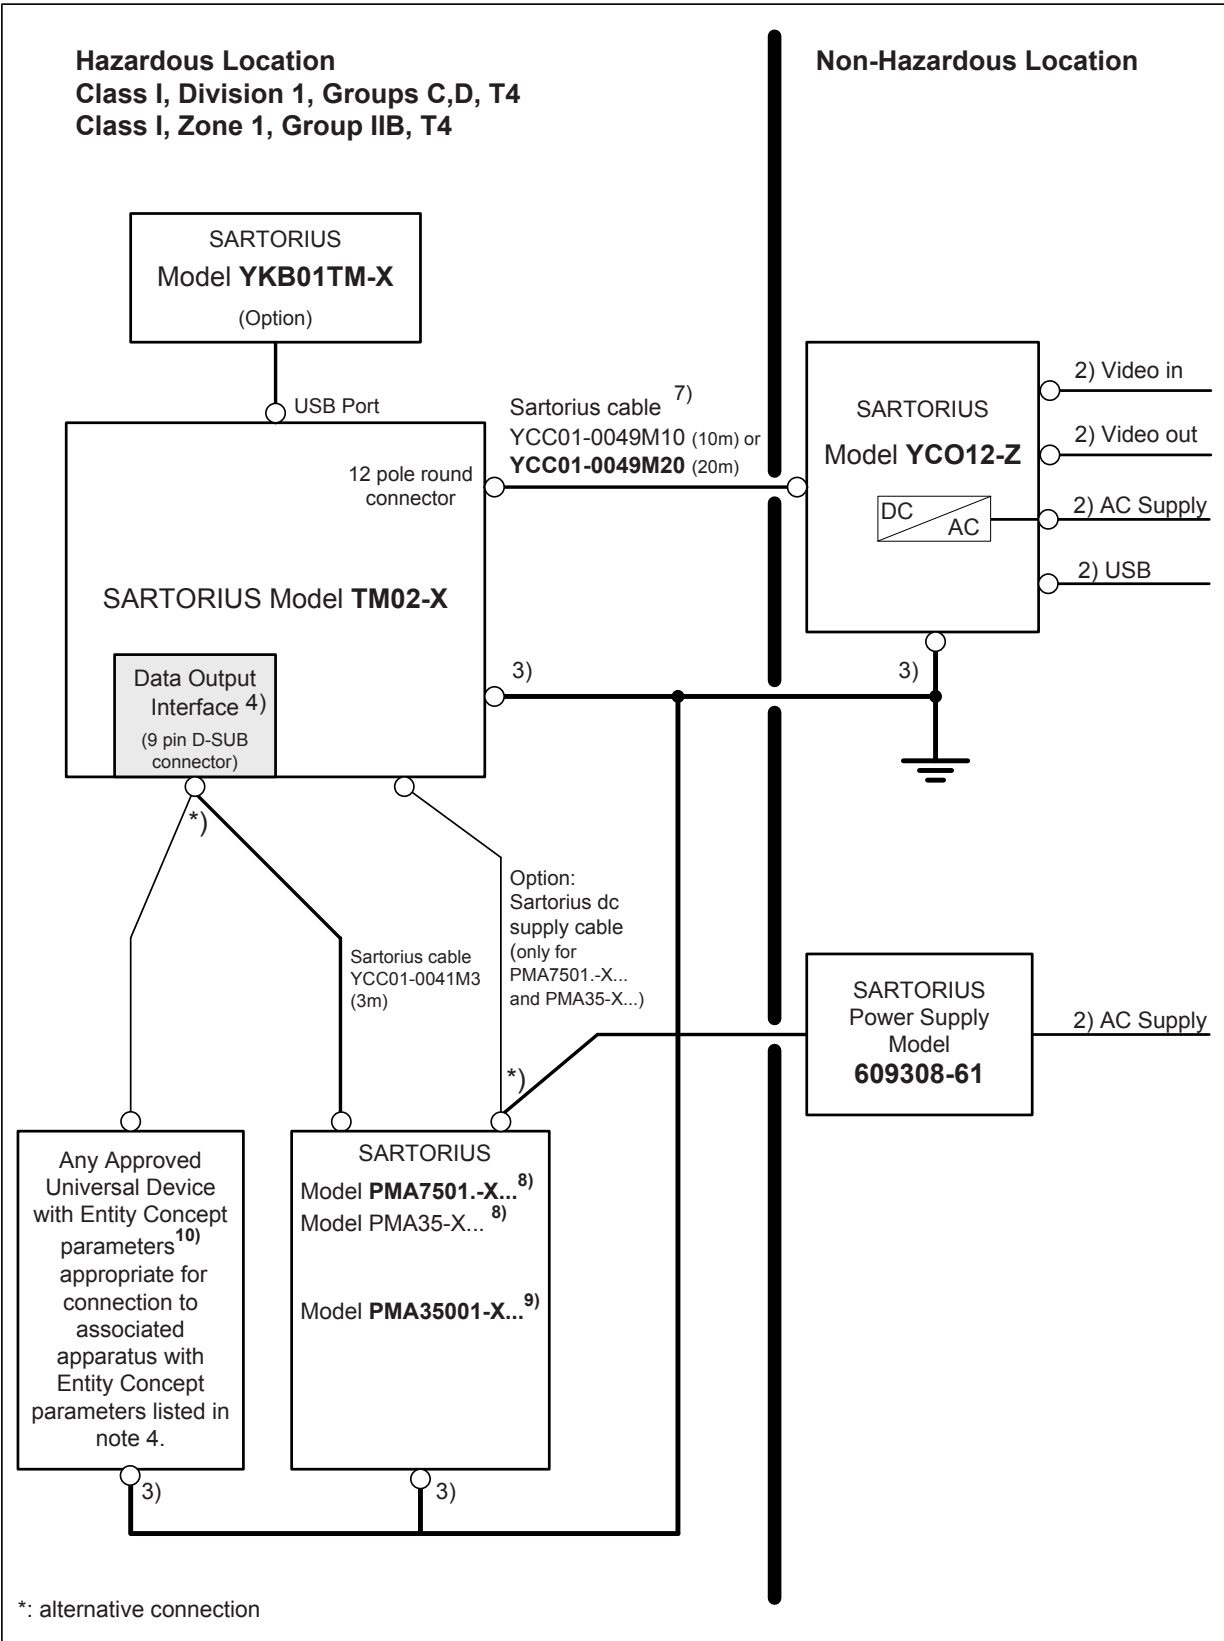 Hazardous Location
Class I, Division 1, Groups C,D, T4
Class I, Zone 1, Group IIB, T4
Non-Hazardous Location
SARTORIUS
Model YKB01TM-X
(Option)
USB Port
Sartorius cable 7)
YCC01-0049M10 (10m) or
YCC01-0049M20 (20m)
12 pole round
connector
SARTORIUS
Model YCO12-Z
DC
AC
2) Video in
2) Video out
2) AC Supply
2) USB
SARTORIUS Model TM02-X
Data Output
Interface 4)
(9 pin D-SUB
connector)
3)
3)
*)
Option:
Sartorius dc
supply cable
(only for
PMA7501.-X...
and PMA35-X...)
Sartorius cable
YCC01-0041M3
(3m)
*)
SARTORIUS
Power Supply
Model
609308-61
2) AC Supply
Any Approved
Universal Device
with Entity Concept
parameters10)
appropriate for
connection to
associated
apparatus with
Entity Concept
parameters listed in
note 4.
SARTORIUS
Model PMA7501.-X...8)
Model PMA35-X... 8)
Model PMA35001-X...9)
3)
3)
*: alternative connection